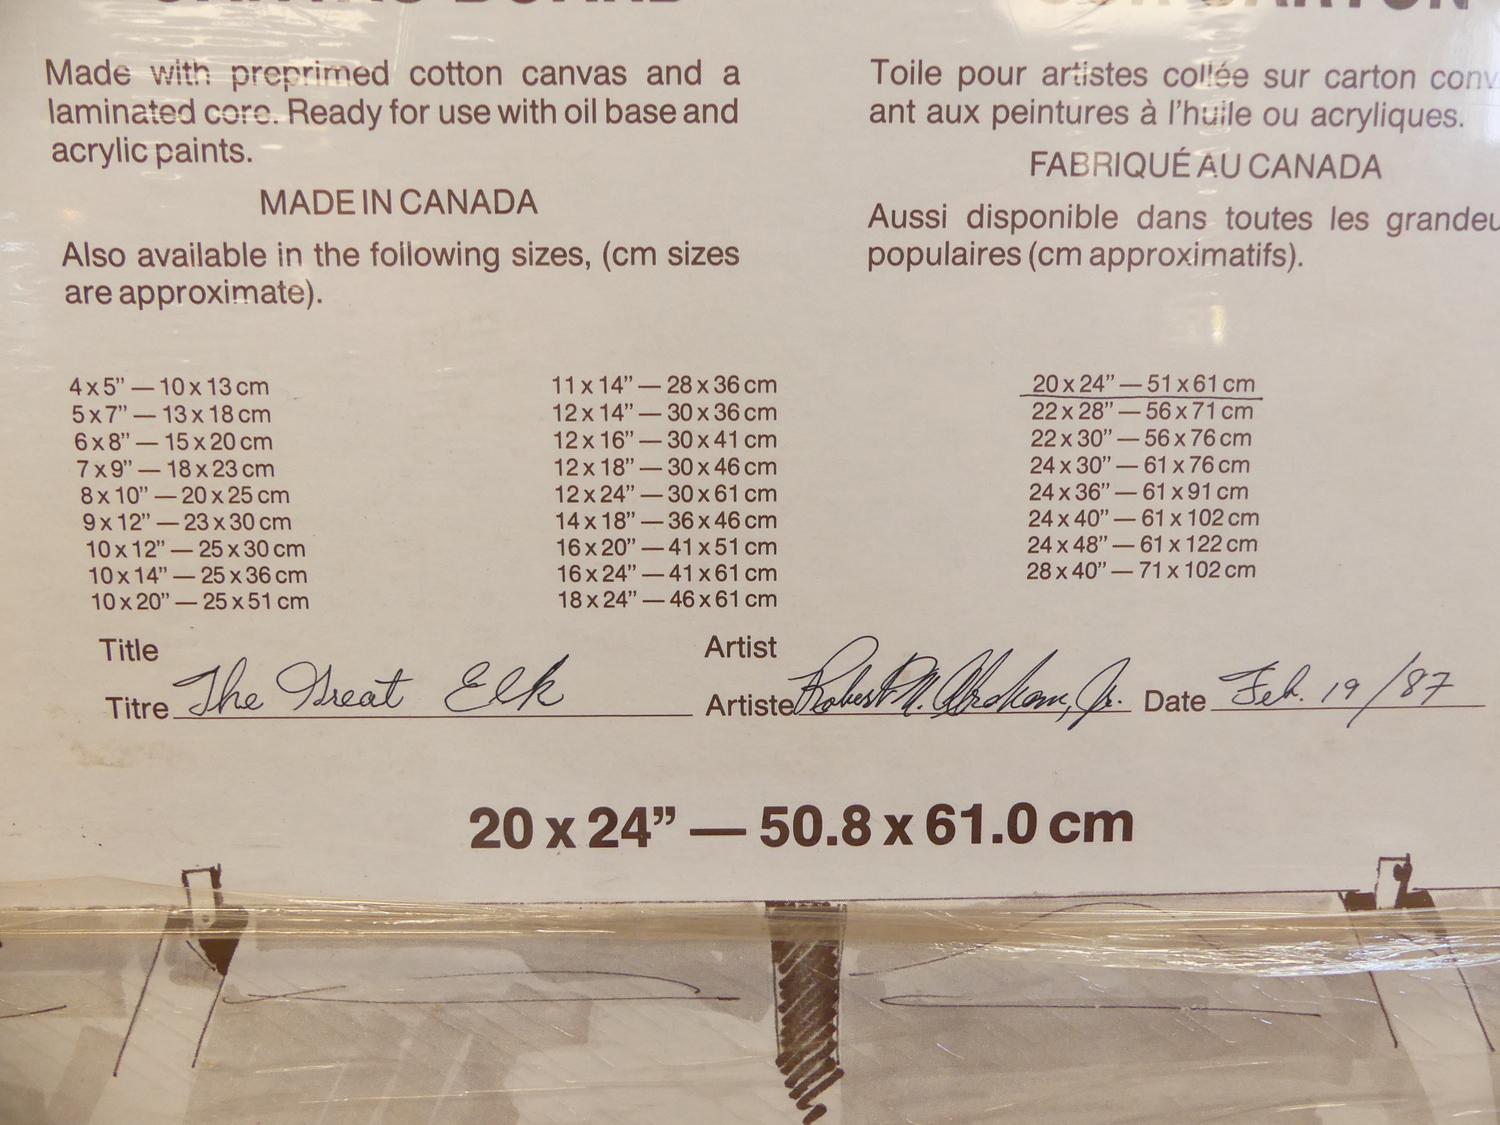 CANVAS BOARD
Made with preprimed cotton canvas and a
laminated core. Ready for use with oil base and
acrylic paints.
MADE IN CANADA
Also available in the following sizes, (cm sizes
are approximate).
SUR CARTON
Toile pour artistes collée sur carton conv
ant aux peintures à l'huile ou acryliques.
FABRIQUÉ AU CANADA
Aussi disponible dans toutes les grandeu
populaires (cm approximatifs).
4 x 5” — 10 x 13 cm
5 x 7” — 13 x 18 cm
6 x 8” — 15 x 20 cm
7 x 9” — 18 x 23 cm
8 x 10” — 20 x 25 cm
9 x 12” — 23 x 30 cm
10 x 12” — 25 x 30 cm
10 x 14” — 25 x 36 cm
10 x 20” — 25 x 51 cm
11 x 14” — 28 x 36 cm
12 x 14” — 30 x 36 cm
12 x 16” — 30 x 41 cm
12 x 18” — 30 x 46 cm
12 x 24” — 30 x 61 cm
14 x 18” — 36 x 46 cm
16 x 20” — 41 x 51 cm
16 x 24” — 41 x 61 cm
18 x 24” — 46 x 61 cm
20 x 24” — 51 x 61 cm
22 x 28” — 56 x 71 cm
22 x 30” — 56 x 76 cm
24 x 30” — 61 x 76 cm
24 x 36” — 61 x 91 cm
24 x 40” — 61 x 102 cm
24 x 48” — 61 x 122 cm
28 x 40” — 71 x 102 cm
Title Artist
Titre The Great Elk Artiste Robert M. Abraham, Jr. Date Feb. 19/87
20 x 24” — 50.8 x 61.0 cm